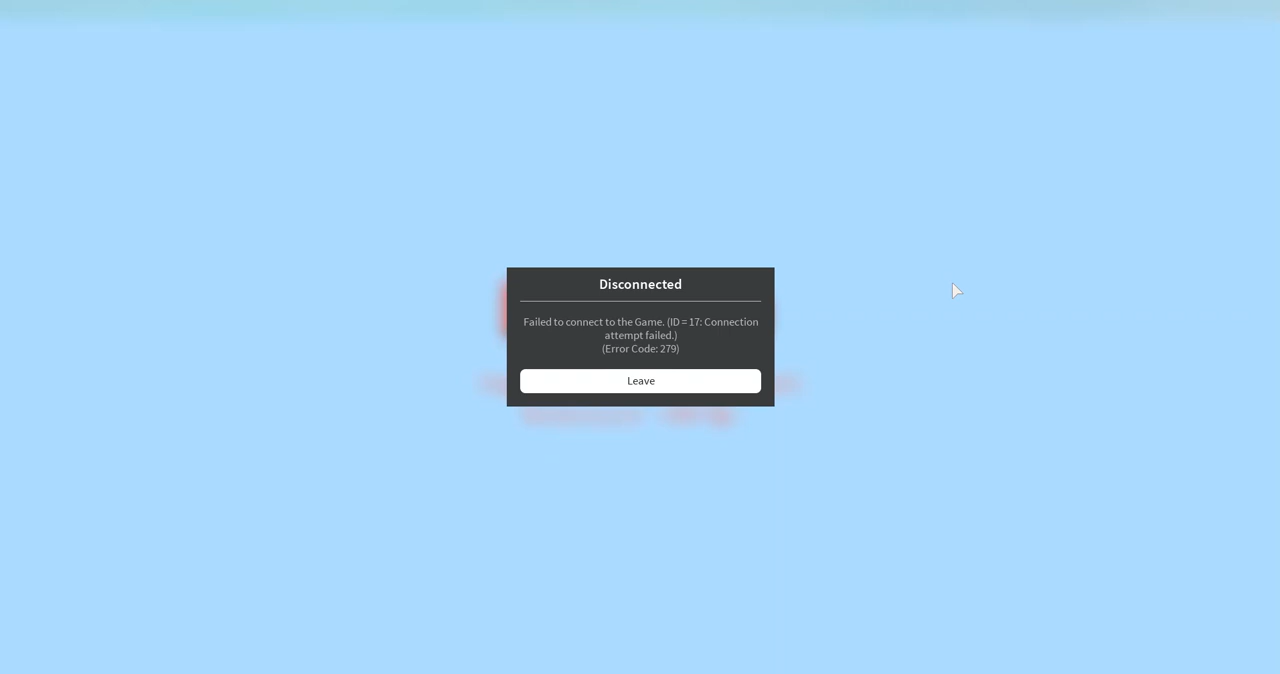 Disconnected
Failed to connect to the Game. (ID = 17: Connection
attempt failed.)
(Error Code: 279)
Leave